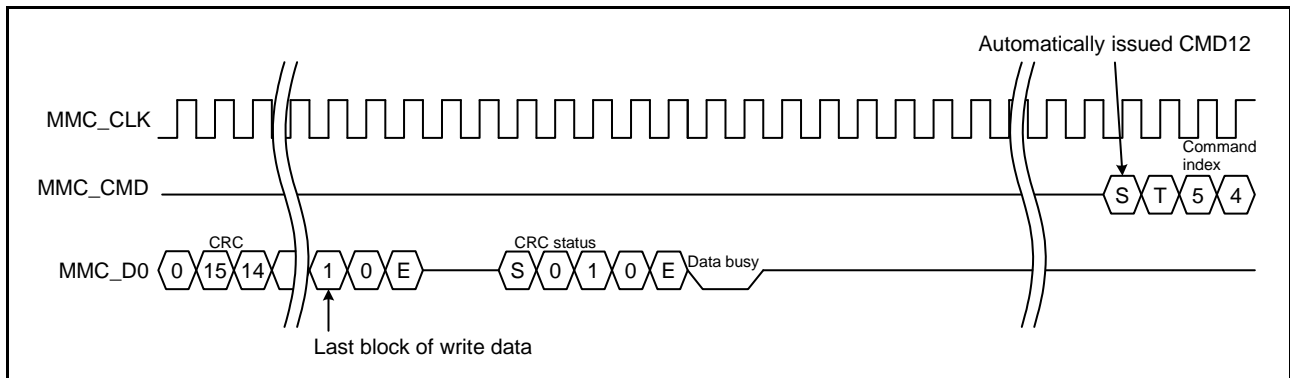 Automatically issued CMD12
MMC_CLK
Command
index
MMC_CMD
S T 5 4
CRC
CRC status
Data busy
MMC_D0
0 15 14 1 0 E S 0 1 0 E
Last block of write data